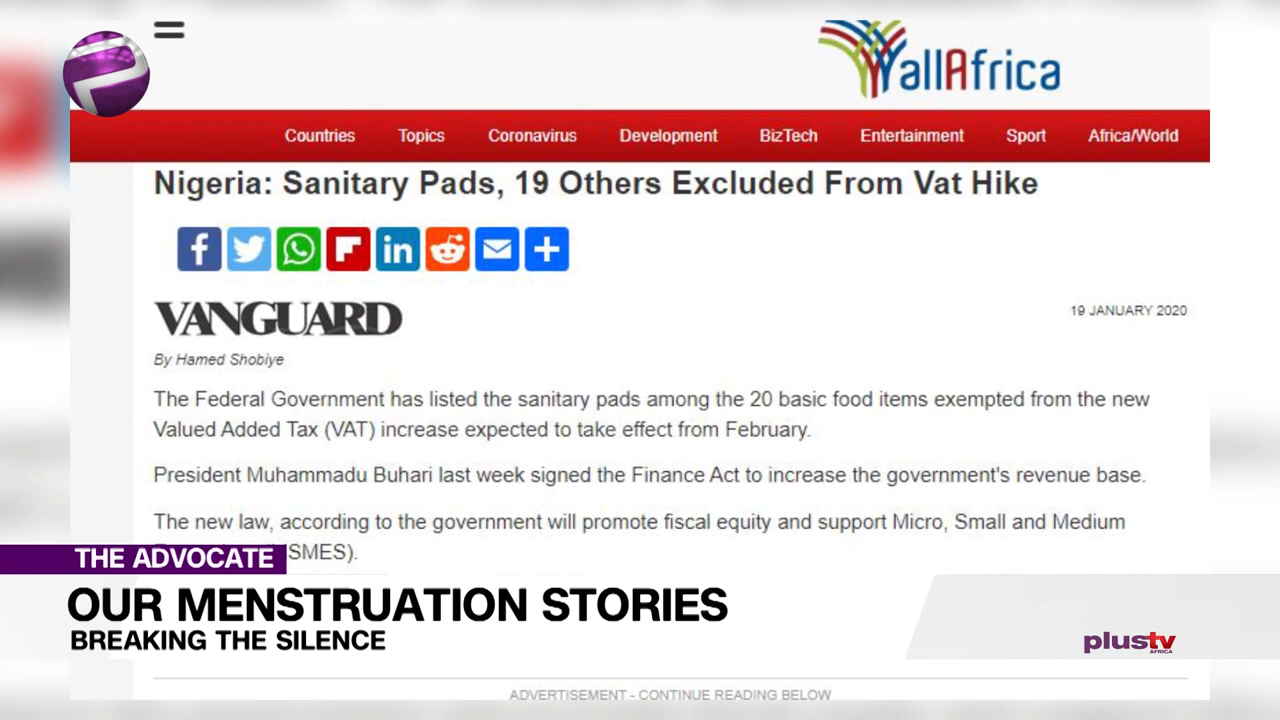 allAfrica
Countries Topics Coronavirus Development BizTech Entertainment Sport Africa/World
Nigeria: Sanitary Pads, 19 Others Excluded From Vat Hike
VANGUARD
19 JANUARY 2020
By Hamed Shobiye
The Federal Government has listed the sanitary pads among the 20 basic food items exempted from the new
Valued Added Tax (VAT) increase expected to take effect from February.
President Muhammadu Buhari last week signed the Finance Act to increase the government's revenue base.
The new law, according to the government will promote fiscal equity and support Micro, Small and Medium
SMES).
THE ADVOCATE
OUR MENSTRUATION STORIES
BREAKING THE SILENCE
plustv
AFRICA
ADVERTISEMENT - CONTINUE READING BELOW